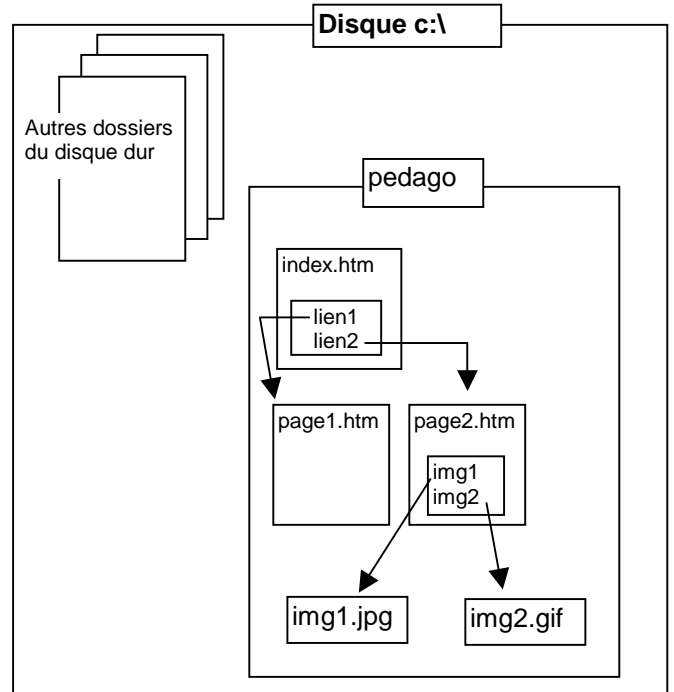 Disque c:\
Autres dossiers
du disque dur
pedago
index.htm
lien1
lien2
page1.htm
page2.htm
img1
img2
img1.jpg
img2.gif